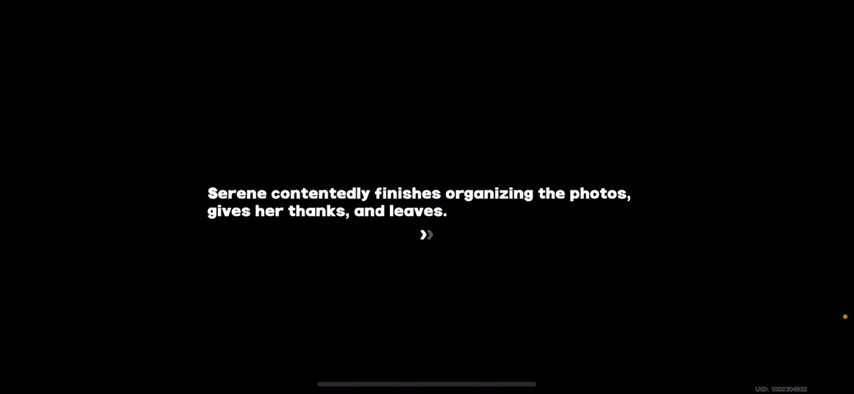 Serene contentedly finishes organizing the photos,
gives her thanks, and leaves.
UID: 1002304932